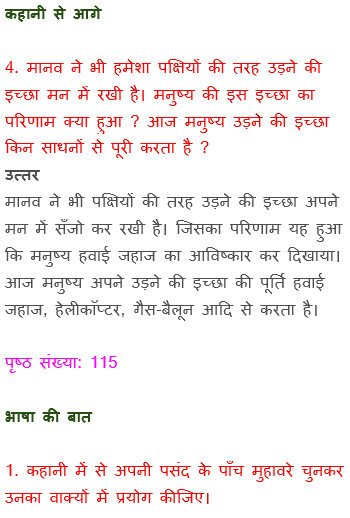 कहानी से आगे
4. मानव ने भी हमेशा पक्षियों की तरह उड़ने की
इच्छा मन में रखी है। मनुष्य की इस इच्छा का
परिणाम क्या हुआ ? आज मनुष्य उड़ने की इच्छा
किन साधनों से पूरी करता है ?
उत्तर
मानव ने भी पक्षियों की तरह उड़ने की इच्छा अपने
मन में सँजो कर रखी है। जिसका परिणाम यह हुआ
कि मनुष्य हवाई जहाज का आविष्कार कर दिखाया।
आज मनुष्य अपने उड़ने की इच्छा की पूर्ति हवाई
जहाज, हेलीकॉप्टर, गैस-बैलून आदि से करता है।
पृष्ठ संख्या: 115
भाषा की बात
1. कहानी में से अपनी पसंद के पाँच मुहावरे चुनकर
उनका वाक्यों में प्रयोग कीजिए।